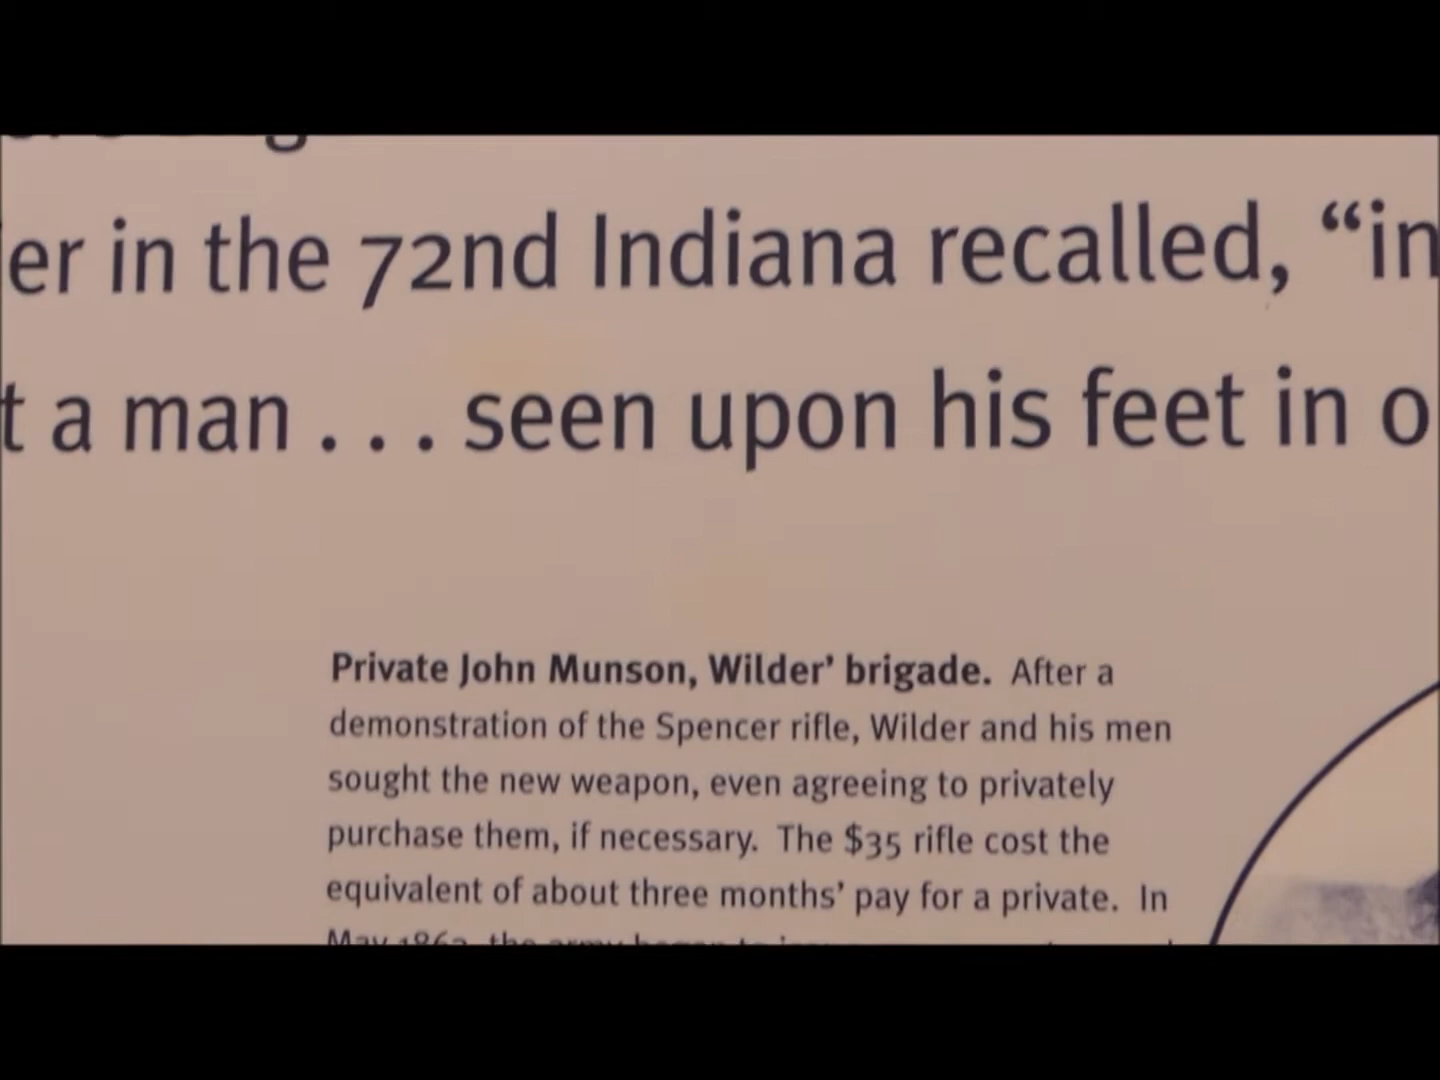 er in the 72nd Indiana recalled, “in
t a man . . . seen upon his feet in o
Private John Munson, Wilder’ brigade. After a
demonstration of the Spencer rifle, Wilder and his men
sought the new weapon, even agreeing to privately
purchase them, if necessary. The $35 rifle cost the
equivalent of about three months’ pay for a private. In